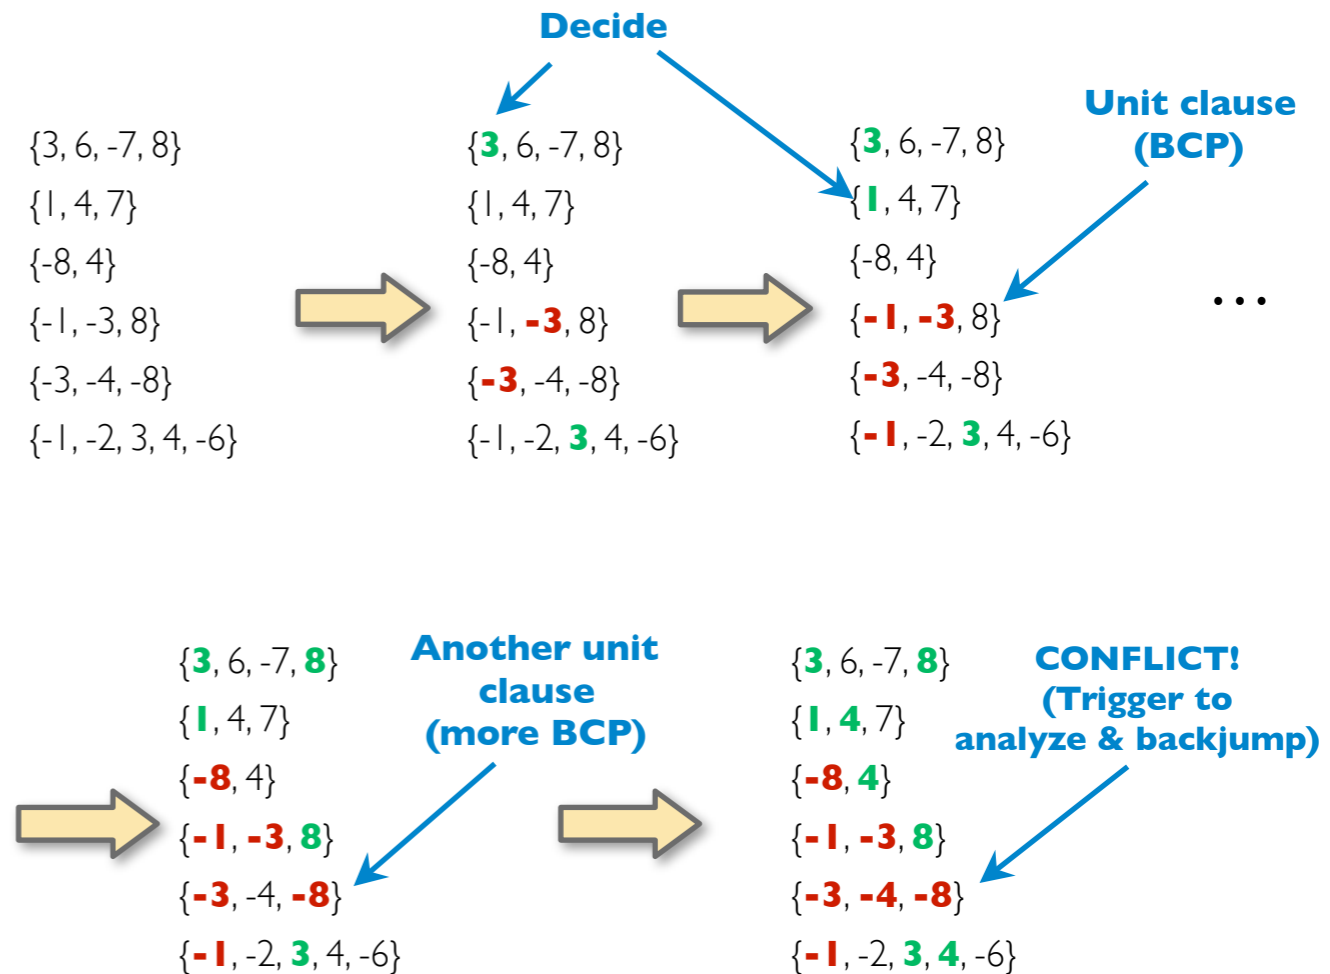 Decide
{3, 6, -7, 8}
{1, 4, 7}
{-8, 4}
{-1, -3, 8}
{-3, -4, -8}
{-1, -2, 3, 4, -6}
{3, 6, -7, 8}
{1, 4, 7}
{-8, 4}
{-1, -3, 8}
{-3, -4, -8}
{-1, -2, 3, 4, -6}
{3, 6, -7, 8}
{1, 4, 7}
{-8, 4}
{-1, -3, 8}
{-3, -4, -8}
{-1, -2, 3, 4, -6}
Unit clause
(BCP)
...
{3, 6, -7, 8}
{1, 4, 7}
{-8, 4}
{-1, -3, 8}
{-3, -4, -8}
{-1, -2, 3, 4, -6}
Another unit
clause
(more BCP)
{3, 6, -7, 8}
{1, 4, 7}
{-8, 4}
{-1, -3, 8}
{-3, -4, -8}
{-1, -2, 3, 4, -6}
CONFLICT!
(Trigger to
analyze & backjump)